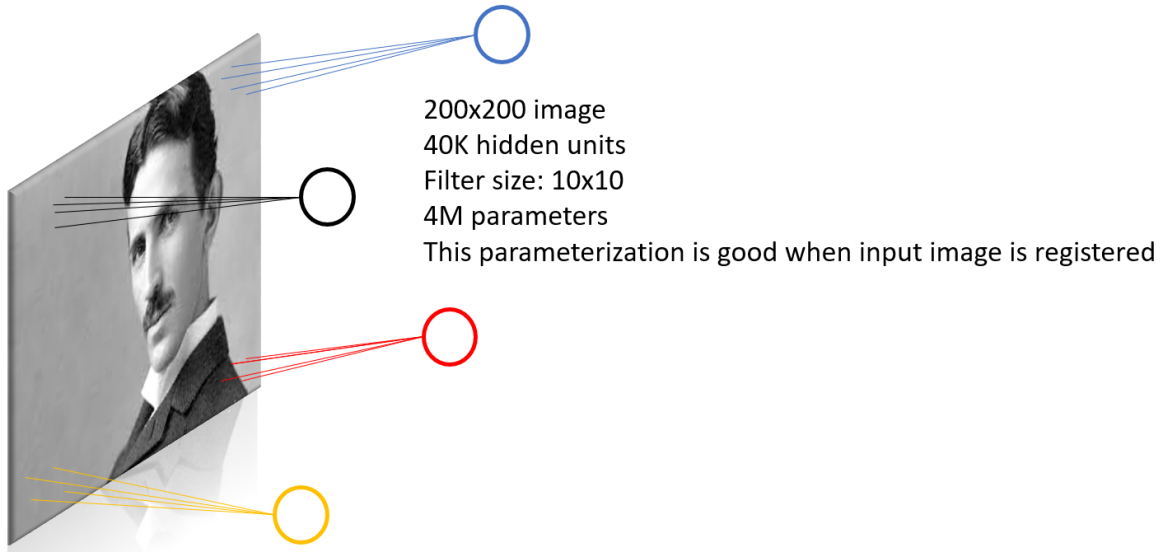 200x200 image
40K hidden units
Filter size: 10x10
4M parameters
This parameterization is good when input image is registered